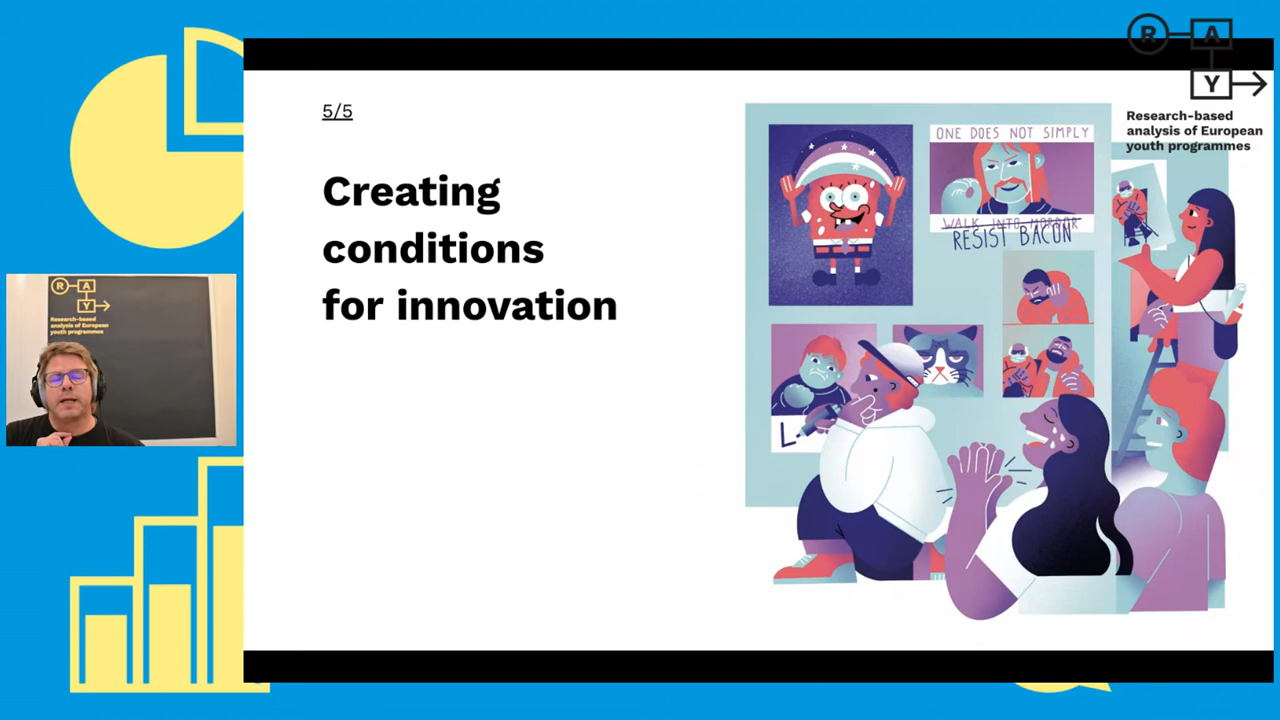 R A
Y
Research-based
analysis of European
youth programmes
5/5
Creating
conditions
for innovation
ONE DOES NOT SIMPLY
WALK INTO MORDOR
RESIST BACON
L
R A
Y
Research-based
analysis of European
youth programmes